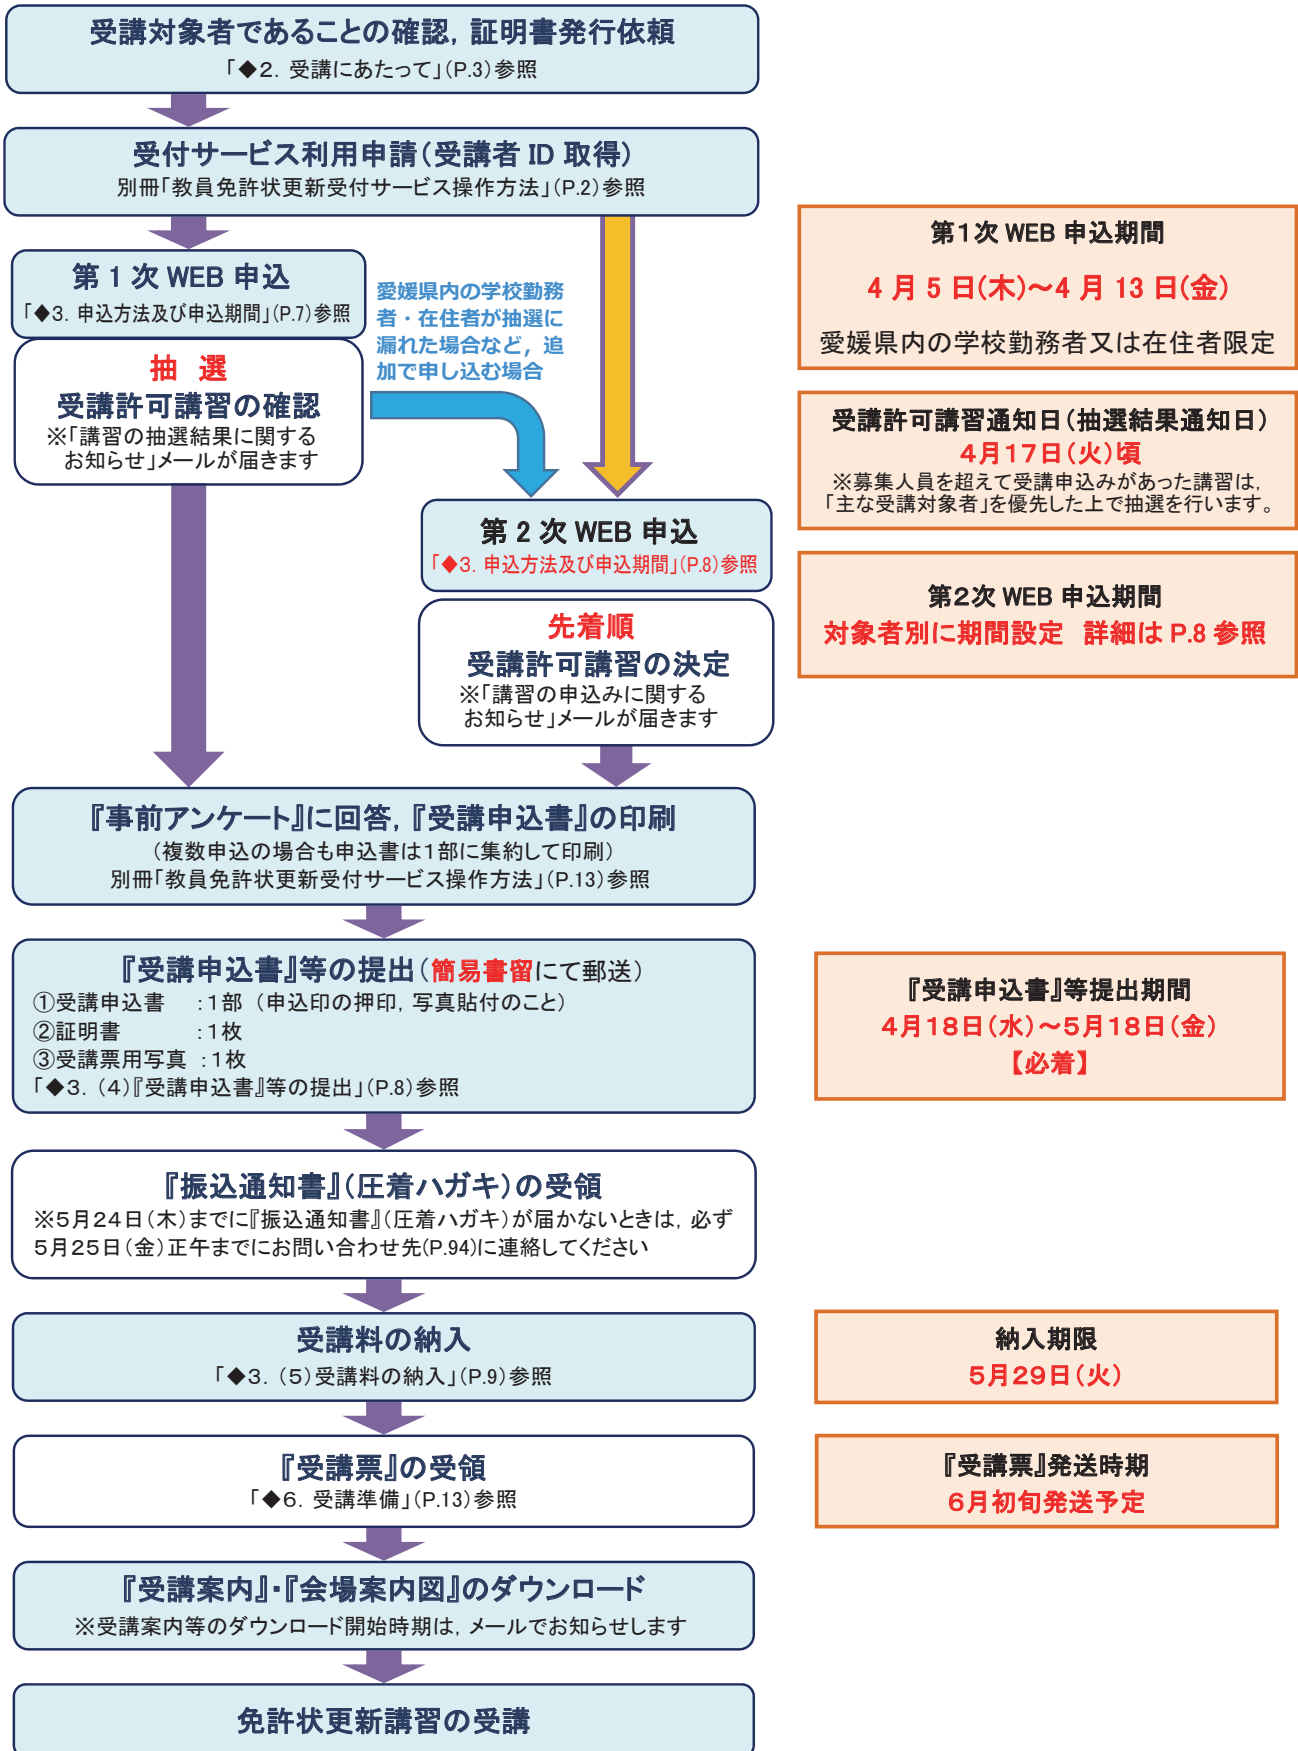 受講対象者であることの確認，証明書発行依頼
「◆2．受講にあたって」（P.3）参照
受付サービス利用申請（受講者 ID 取得）
別冊「教員免許状更新受付サービス操作方法」（P.2）参照
第 1 次 WEB 申込
「◆3．申込方法及び申込期間」（P.7）参照
抽 選
受講許可講習の確認
※「講習の抽選結果に関する
お知らせ」メールが届きます
愛媛県内の学校勤務
者・在住者が抽選に
漏れた場合など，追
加で申し込む場合
第 2 次 WEB 申込
「◆3．申込方法及び申込期間」（P.8）参照
先着順
受講許可講習の決定
※「講習の申込みに関する
お知らせ」メールが届きます
第１次 WEB 申込期間
4 月 5 日（木）～4 月 13 日（金）
愛媛県内の学校勤務者又は在住者限定
受講許可講習通知日（抽選結果通知日）
４月１７日（火）頃
※募集人員を超えて受講申込みがあった講習は，
「主な受講対象者」を優先した上で抽選を行います。
第２次 WEB 申込期間
対象者別に期間設定　詳細は P.8 参照
『事前アンケート』に回答，『受講申込書』の印刷
（複数申込の場合も申込書は１部に集約して印刷）
別冊「教員免許状更新受付サービス操作方法」（P.13）参照
『受講申込書』等の提出（簡易書留にて郵送）
①受講申込書　：１部（申込印の押印，写真貼付のこと）
②証明書　：１枚
③受講票用写真 ：１枚
「◆３．（４）『受講申込書』等の提出」（P.8）参照
『受講申込書』等提出期間
４月１８日（水）～５月１８日（金）
【必着】
『振込通知書』（圧着ハガキ）の受領
※５月２４日（木）までに『振込通知書』（圧着ハガキ）が届かないときは，必ず
５月２５日（金）正午までにお問い合わせ先（P.94）に連絡してください
受講料の納入
「◆３．（５）受講料の納入」（P.9）参照
納入期限
５月２９日（火）
『受講票』の受領
「◆６．受講準備」（P.13）参照
『受講票』発送時期
６月初旬発送予定
『受講案内』・『会場案内図』のダウンロード
※受講案内等のダウンロード開始時期は，メールでお知らせします
免許状更新講習の受講